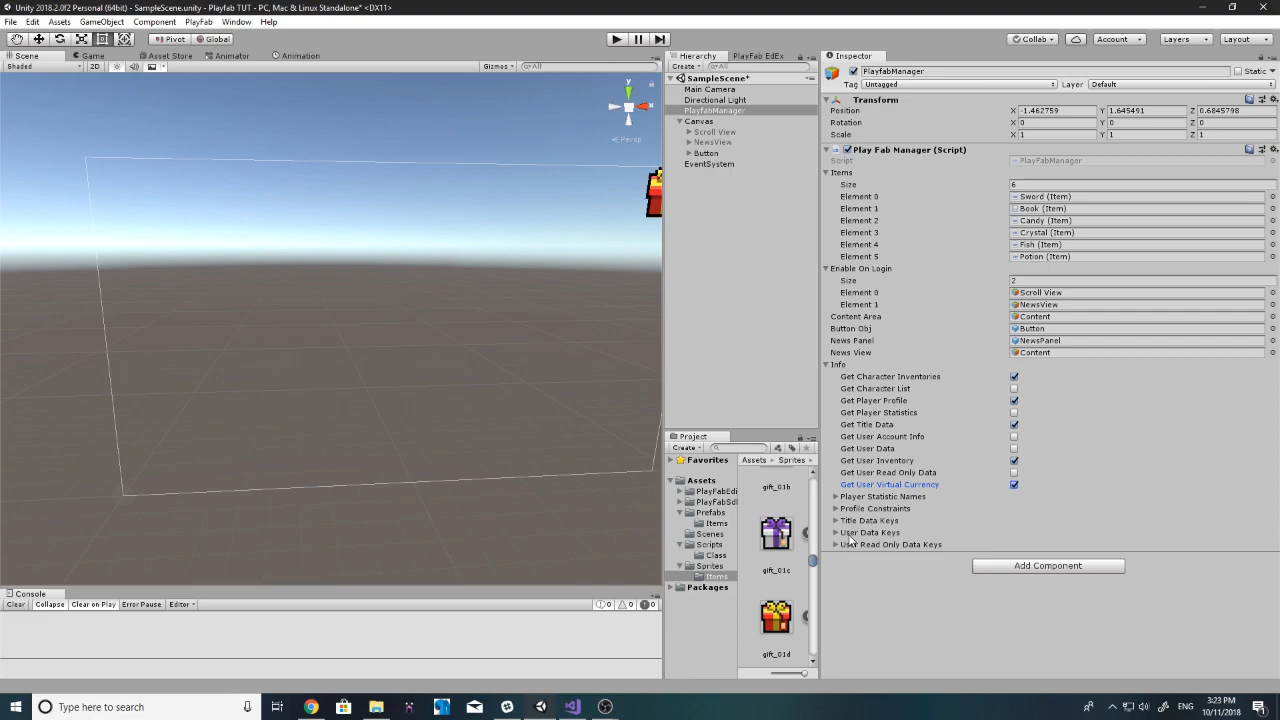 Unity 2018.2.0f2 Personal (64bit) - SampleScene.unity - Playfab TUT - PC, Mac & Linux Standalone* <DX11>
File Edit Assets GameObject Component PlayFab Window Help
Pivot Global Collab Account Layers Layout
Scene Game Asset Store Animator Animation
Shaded 2D Gizmos All
y x Persp
Hierarchy PlayFab EdEx
Create All
SampleScene*
Main Camera
Directional Light
PlayfabManager
Canvas
Scroll View
NewsView
Button
EventSystem
Project
Create
Favorites
Assets
PlayFabEdi
PlayFabSdl
Prefabs
Items
Scenes
Scripts
Class
Sprites
Items
Packages
Assets Sprites
gift_01b
gift_01c
gift_01d
Inspector
PlayfabManager Static
Tag Untagged Layer Default
Transform
Position X -1.462759 Y 1.645491 Z 0.6845798
Rotation X 0 Y 0 Z 0
Scale X 1 Y 1 Z 1
Play Fab Manager (Script)
Script PlayFabManager
Items
Size 6
Element 0 Sword (Item)
Element 1 Book (Item)
Element 2 Candy (Item)
Element 3 Crystal (Item)
Element 4 Fish (Item)
Element 5 Potion (Item)
Enable On Login
Size 2
Element 0 Scroll View
Element 1 NewsView
Content Area Content
Button Obj Button
News Panel NewsPanel
News View Content
Info
Get Character Inventories
Get Character List
Get Player Profile
Get Player Statistics
Get Title Data
Get User Account Info
Get User Data
Get User Inventory
Get User Read Only Data
Get User Virtual Currency
Player Statistic Names
Profile Constraints
Title Data Keys
User Data Keys
User Read Only Data Keys
Add Component
Console
Clear Collapse Clear on Play Error Pause Editor 0 0 0
Type here to search
3:23 PM
10/11/2018